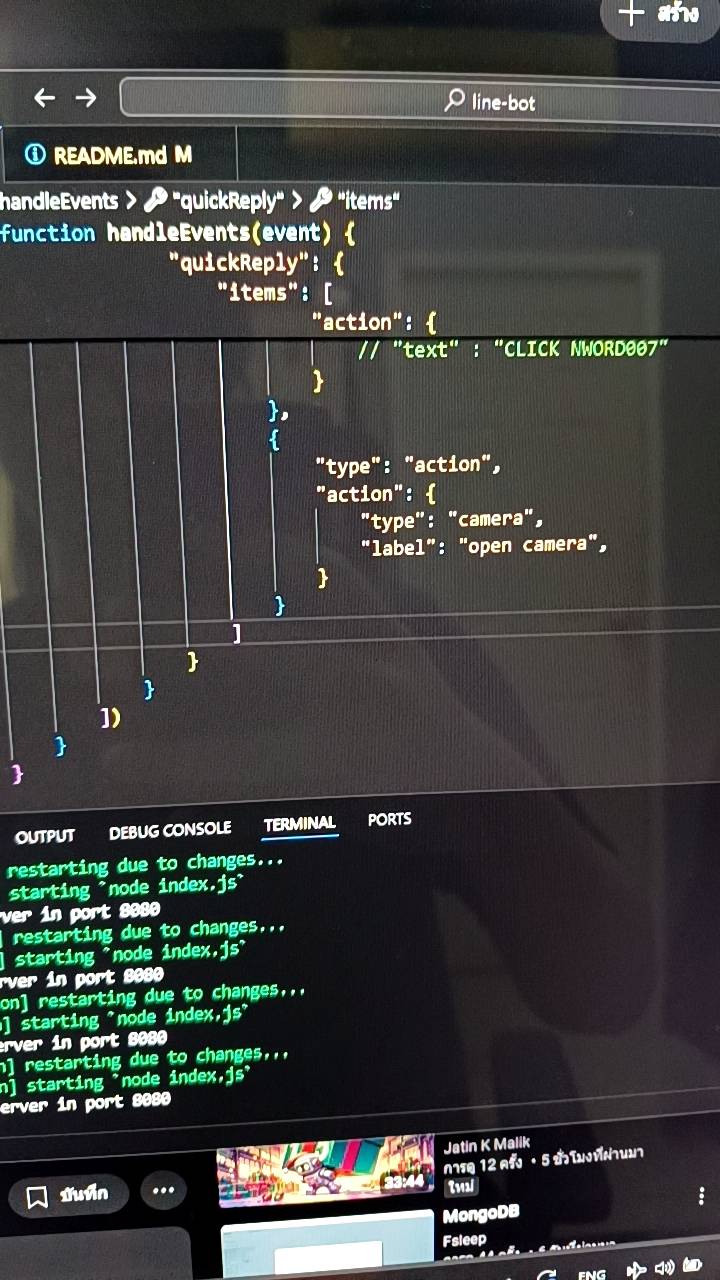 + สร้าง
← → line-bot
README.md M
handleEvents > "quickReply" > "items"
function handleEvents(event) {
"quickReply": {
"items": [
"action": {
// "text" : "CLICK NWORD007"
}
},
{
"type": "action",
"action": {
"type": "camera",
"label": "open camera",
}
}
]
}
}
])
}
}
OUTPUT DEBUG CONSOLE TERMINAL PORTS
restarting due to changes...
starting `node index.js`
ver in port 8080
] restarting due to changes...
] starting `node index.js`
rver in port 8080
on] restarting due to changes...
] starting `node index.js`
erver in port 8080
n] restarting due to changes...
n] starting `node index.js`
erver in port 8080
บันทึก ...
33:44
Jatin K Malik
การดู 12 ครั้ง • 5 ชั่วโมงที่ผ่านมา
ใหม่
MongoDB
Fsleep
ENG